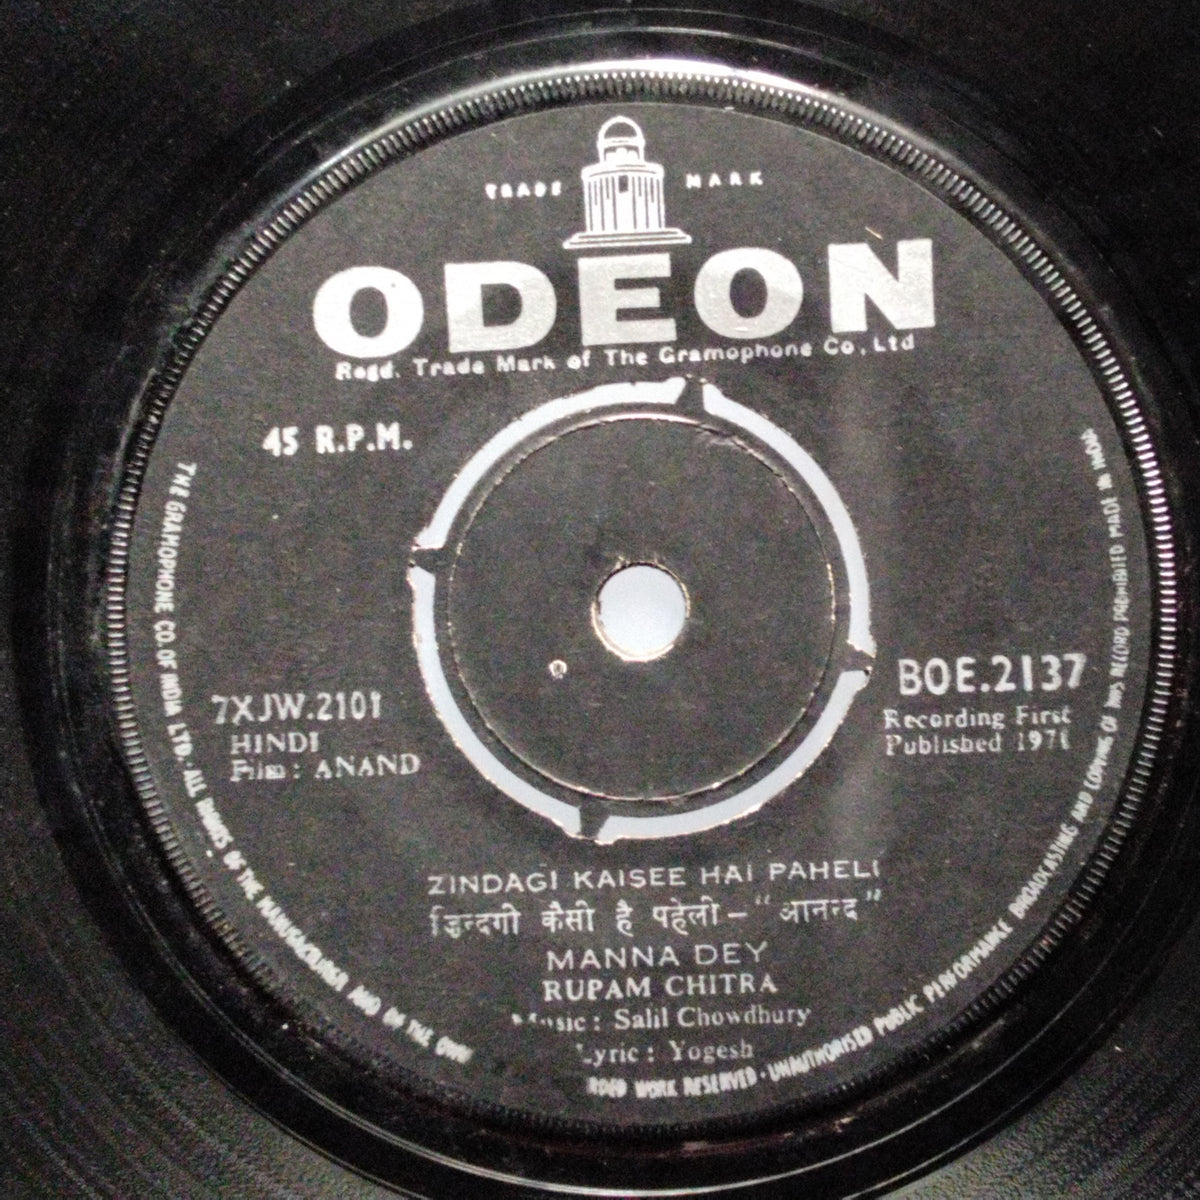 TRADE MARK
ODEON
Regd. Trade Mark of The Gramophone Co, Ltd
45 R.P.M.
7XJW.2101
HINDI
Film: ANAND
BOE.2137
Recording First
Published 1971
ZINDAGI KAISEE HAI PAHELI
ज़िन्दगी कैसी है पहेली – “आनन्द”
MANNA DEY
RUPAM CHITRA
Music: Salil Chowdhury
Lyric: Yogesh
THE GRAMOPHONE CO. OF INDIA LTD. ALL RIGHTS OF THE MANUFACTURER AND OF THE OWN
RDED WORK RESERVED · UNAUTHORISED PUBLIC PERFORMANCE BROADCASTING AND COPYING OF THIS RECORD PROHIBITED MADE IN INDIA